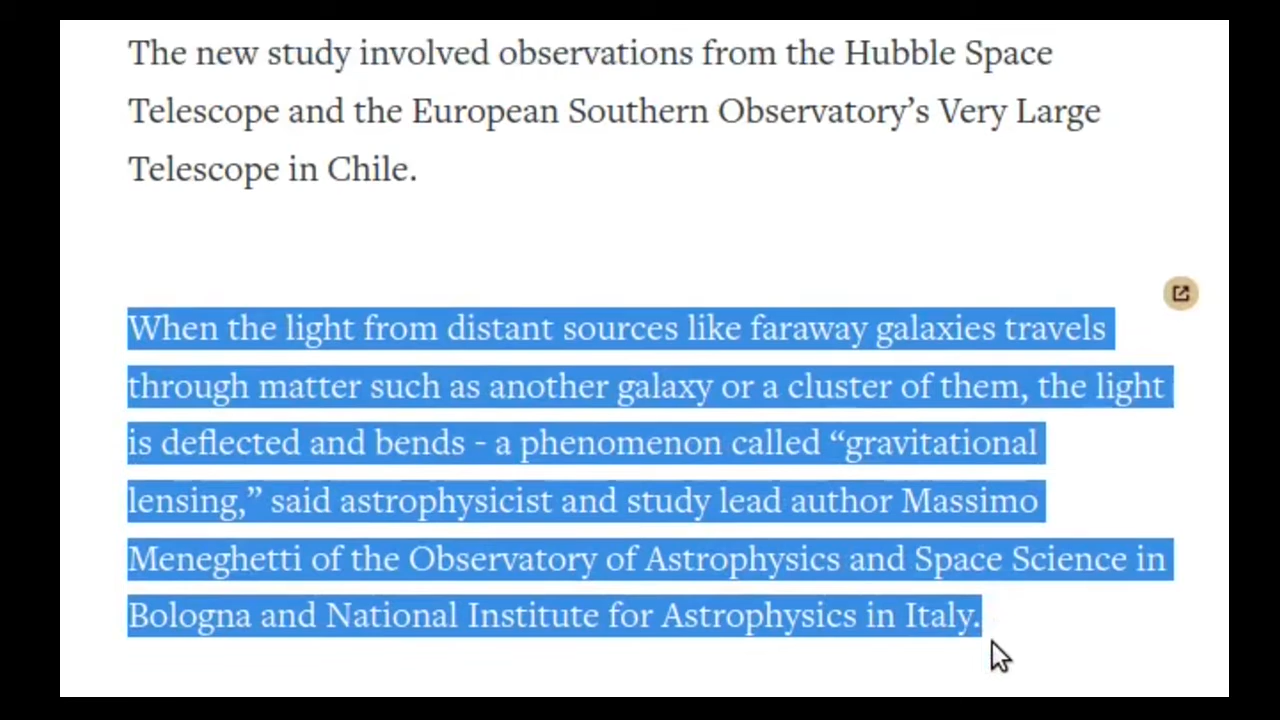 The new study involved observations from the Hubble Space
Telescope and the European Southern Observatory’s Very Large
Telescope in Chile.
When the light from distant sources like faraway galaxies travels
through matter such as another galaxy or a cluster of them, the light
is deflected and bends - a phenomenon called “gravitational
lensing,” said astrophysicist and study lead author Massimo
Meneghetti of the Observatory of Astrophysics and Space Science in
Bologna and National Institute for Astrophysics in Italy.